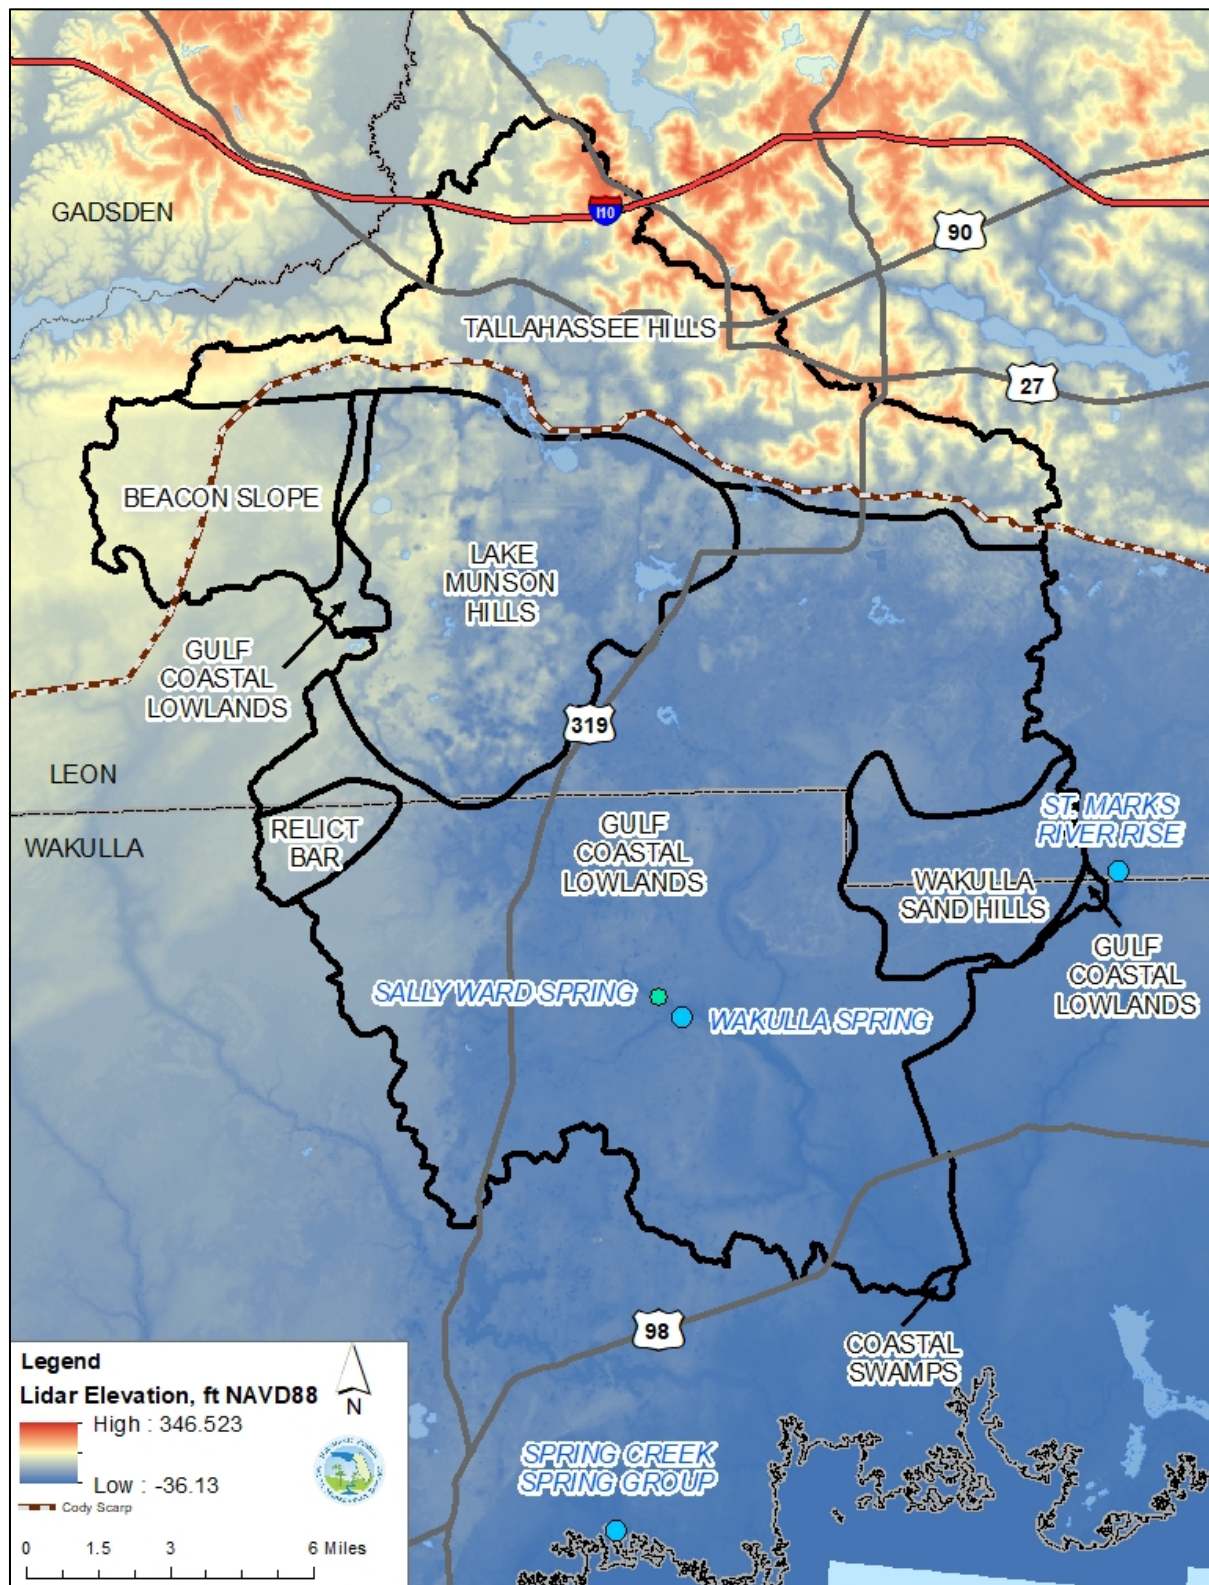 GADSDEN
110
90
TALLAHASSEE HILLS
27
BEACON SLOPE
LAKE
MUNSON
HILLS
GULF
COASTAL
LOWLANDS
319
LEON
WAKULLA
RELICT
BAR
GULF
COASTAL
LOWLANDS
ST. MARKS
RIVER RISE
WAKULLA
SAND HILLS
GULF
COASTAL
LOWLANDS
SALLY WARD SPRING
WAKULLA SPRING
98
COASTAL
SWAMPS
SPRING CREEK
SPRING GROUP
Legend
Lidar Elevation, ft NAVD88
N
High : 346.523
Low : -36.13
Cody Scarp
0 1.5 3 6 Miles